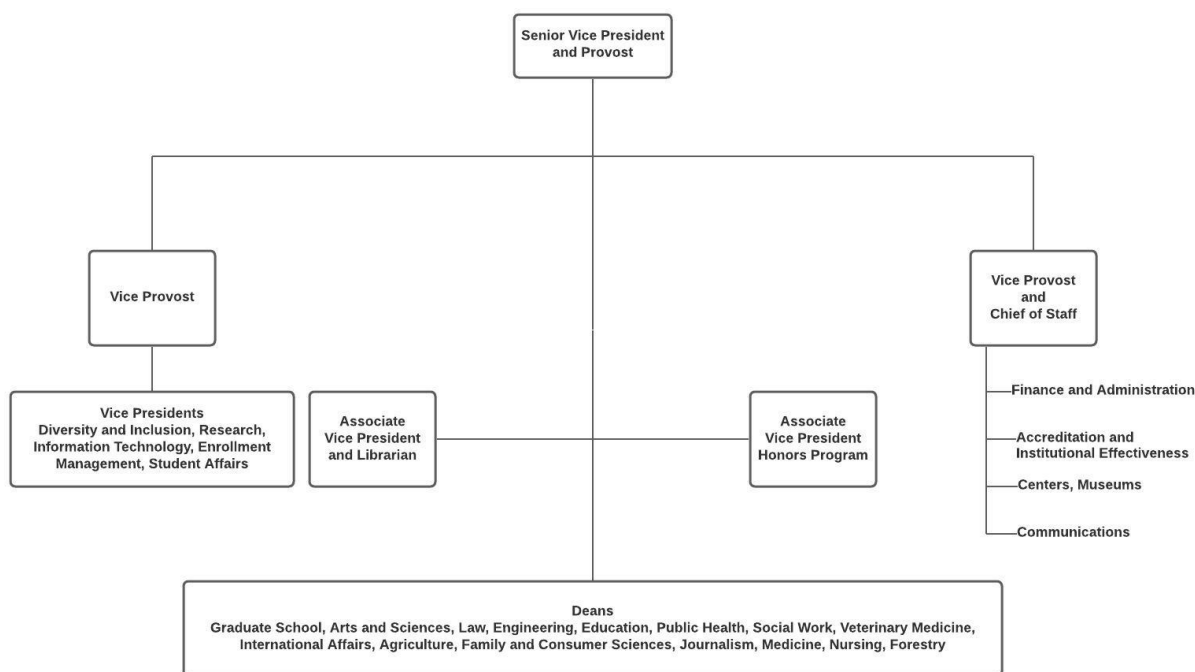 Senior Vice President
and Provost
Vice Provost
Vice Provost
and
Chief of Staff
Vice Presidents
Diversity and Inclusion, Research,
Information Technology, Enrollment
Management, Student Affairs
Associate
Vice President
and Librarian
Associate
Vice President
Honors Program
Finance and Administration
Accreditation and
Institutional Effectiveness
Centers, Museums
Communications
Deans
Graduate School, Arts and Sciences, Law, Engineering, Education, Public Health, Social Work, Veterinary Medicine,
International Affairs, Agriculture, Family and Consumer Sciences, Journalism, Medicine, Nursing, Forestry